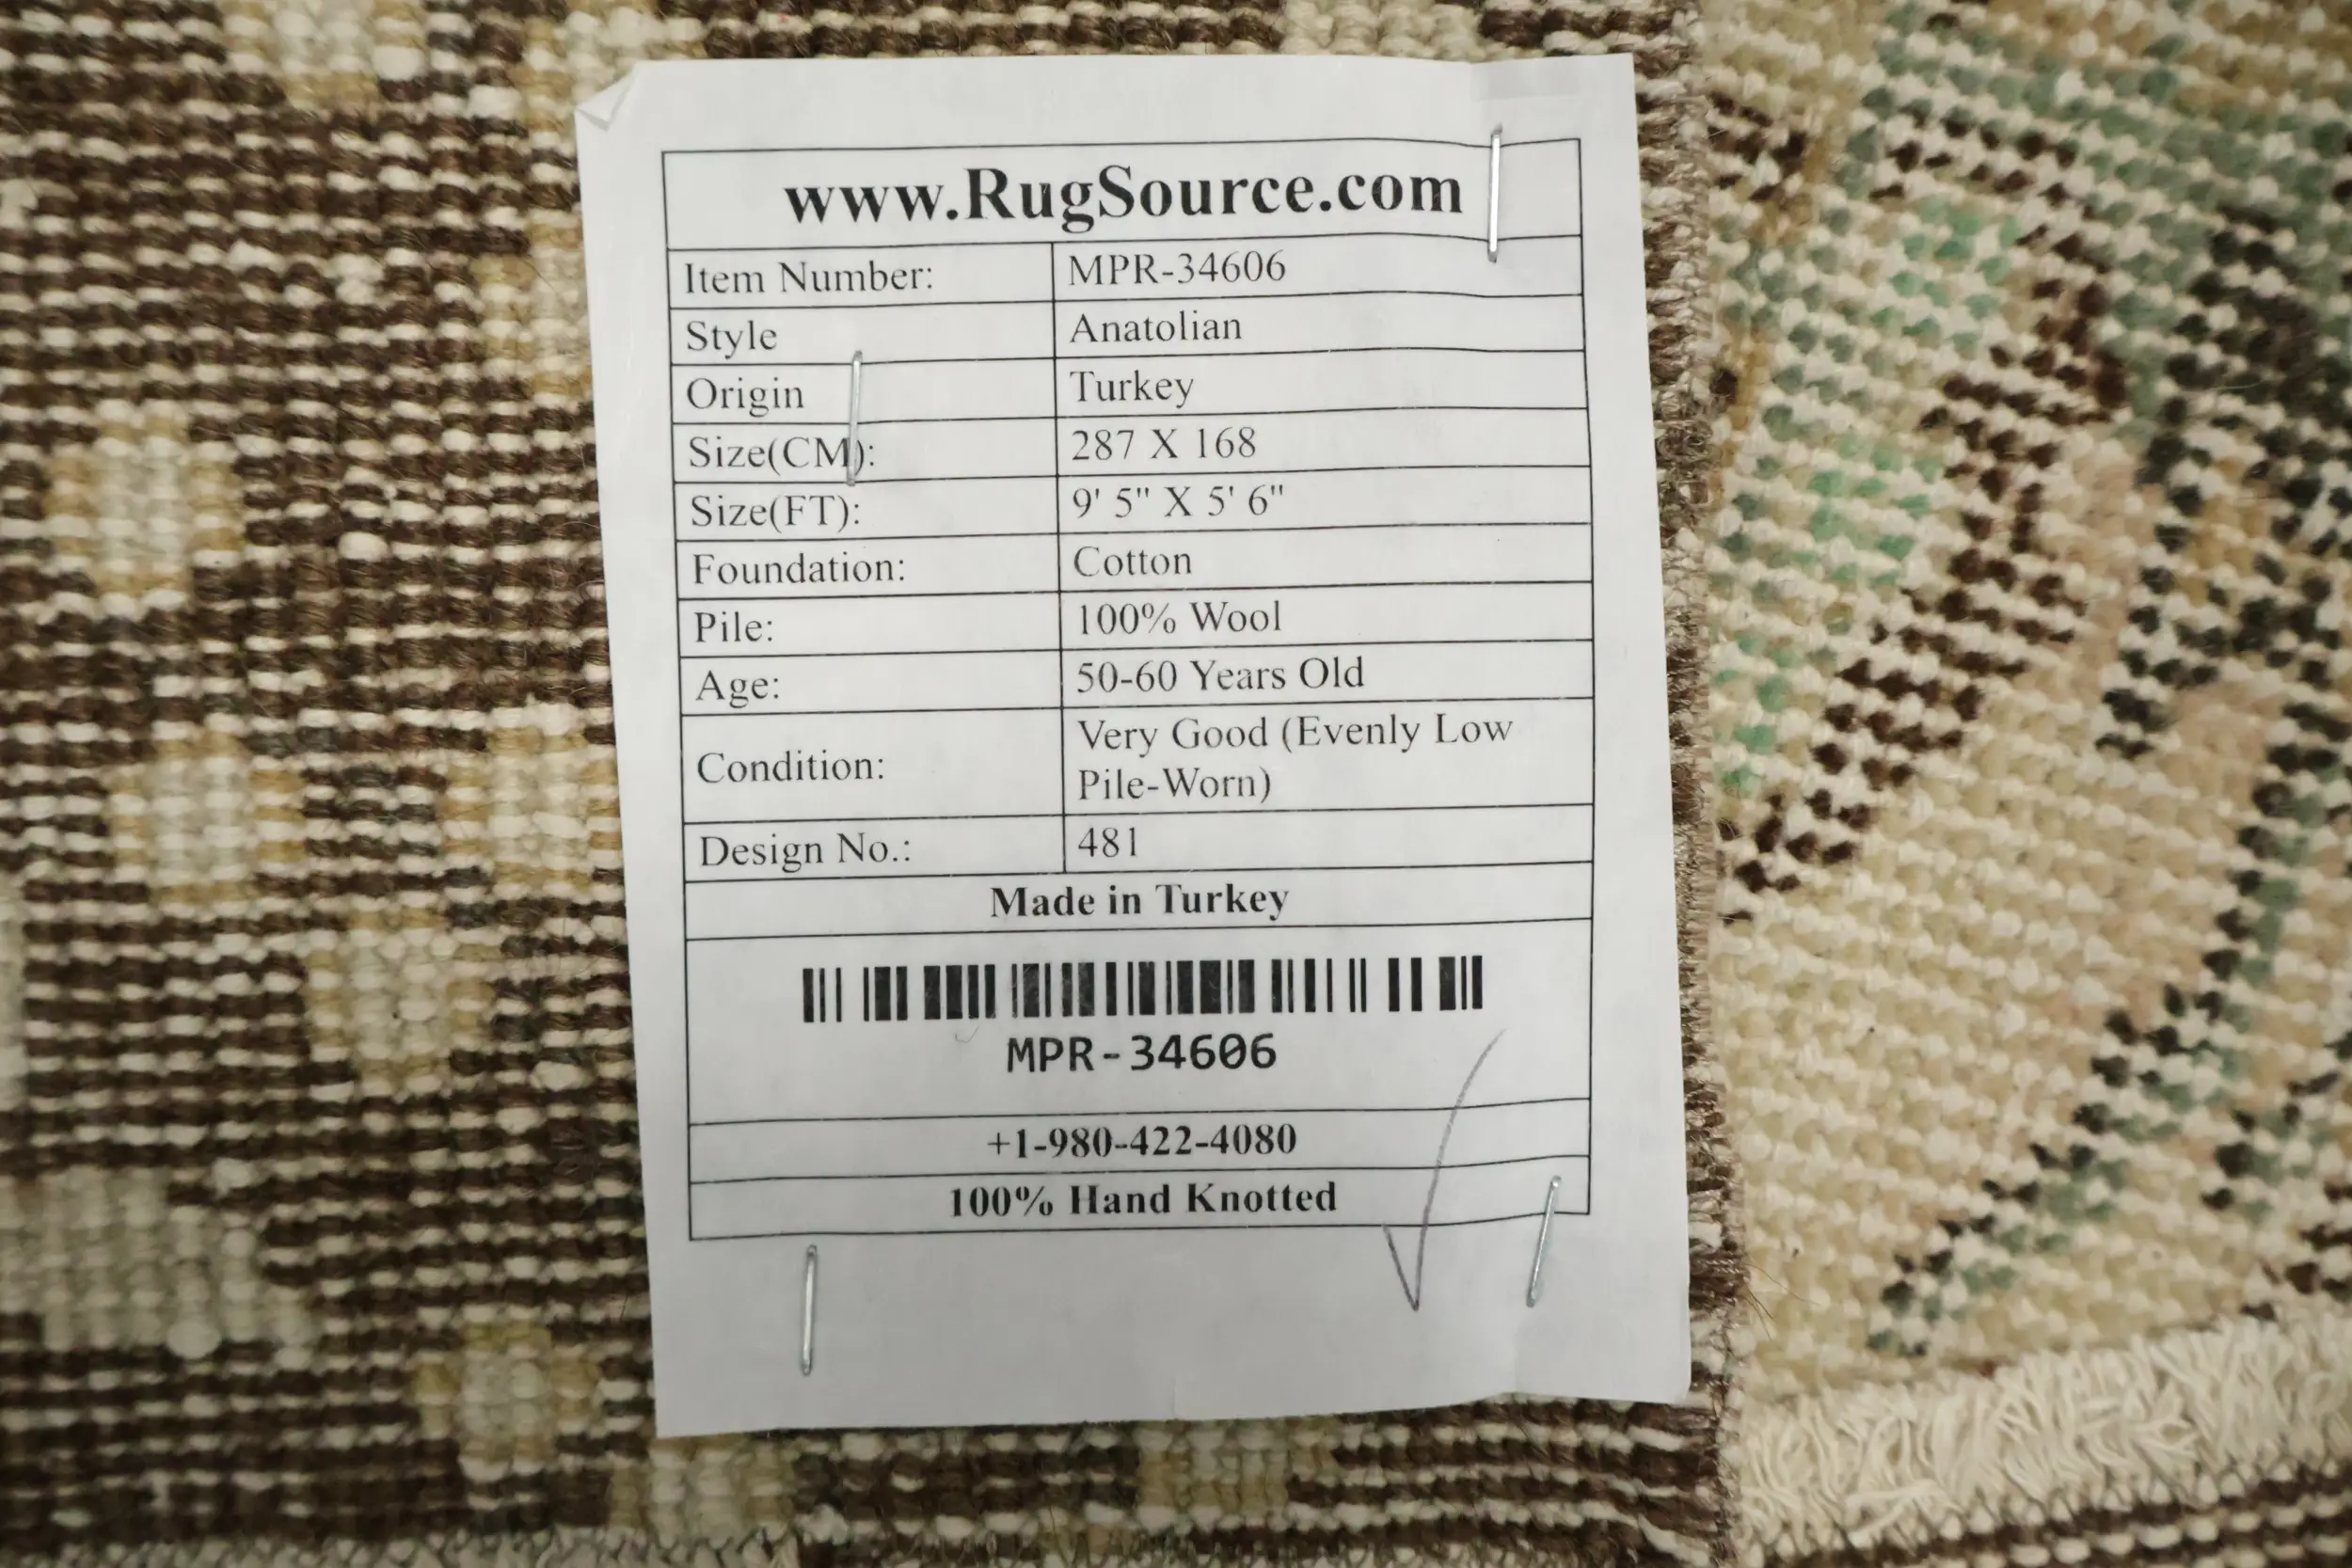 www.RugSource.com
Item Number: MPR-34606
Style Anatolian
Origin Turkey
Size(CM): 287 X 168
Size(FT): 9' 5" X 5' 6"
Foundation: Cotton
Pile: 100% Wool
Age: 50-60 Years Old
Condition: Very Good (Evenly Low
Pile-Worn)
Design No.: 481
Made in Turkey
MPR-34606
+1-980-422-4080
100% Hand Knotted